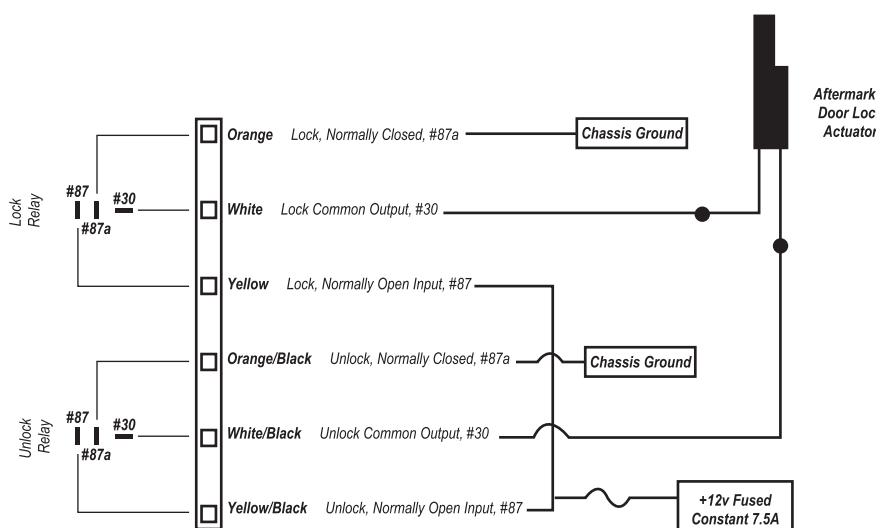 Aftermark
Door Loc
Actuator
Orange Lock, Normally Closed, #87a
Chassis Ground
#87
#30
#87a
Lock
Relay
White Lock Common Output, #30
Yellow Lock, Normally Open Input, #87
Orange/Black Unlock, Normally Closed, #87a
Chassis Ground
#87
#30
#87a
Unlock
Relay
White/Black Unlock Common Output, #30
Yellow/Black Unlock, Normally Open Input, #87
+12v Fused
Constant 7.5A